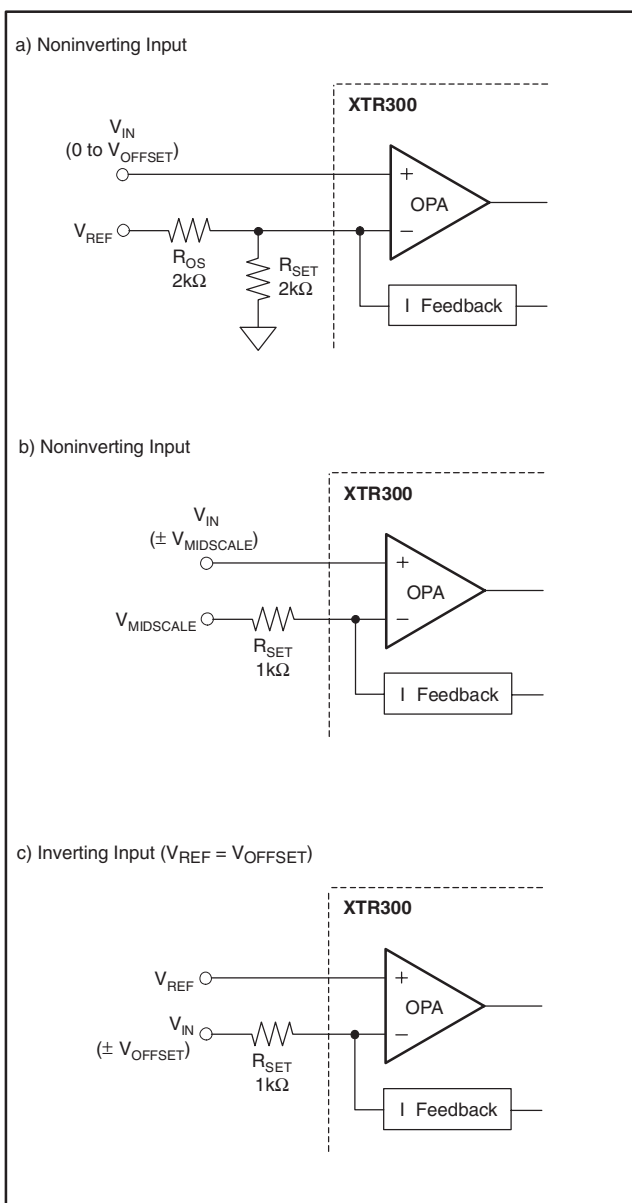 a) Noninverting Input
XTR300
V_IN
(0 to V_OFFSET)
+
OPA
V_REF
−
R_OS
2kΩ
R_SET
2kΩ
I Feedback
b) Noninverting Input
XTR300
V_IN
(± V_MIDSCALE)
+
OPA
V_MIDSCALE
−
R_SET
1kΩ
I Feedback
c) Inverting Input (V_REF = V_OFFSET)
XTR300
V_REF
+
OPA
V_IN
(± V_OFFSET)
−
R_SET
1kΩ
I Feedback